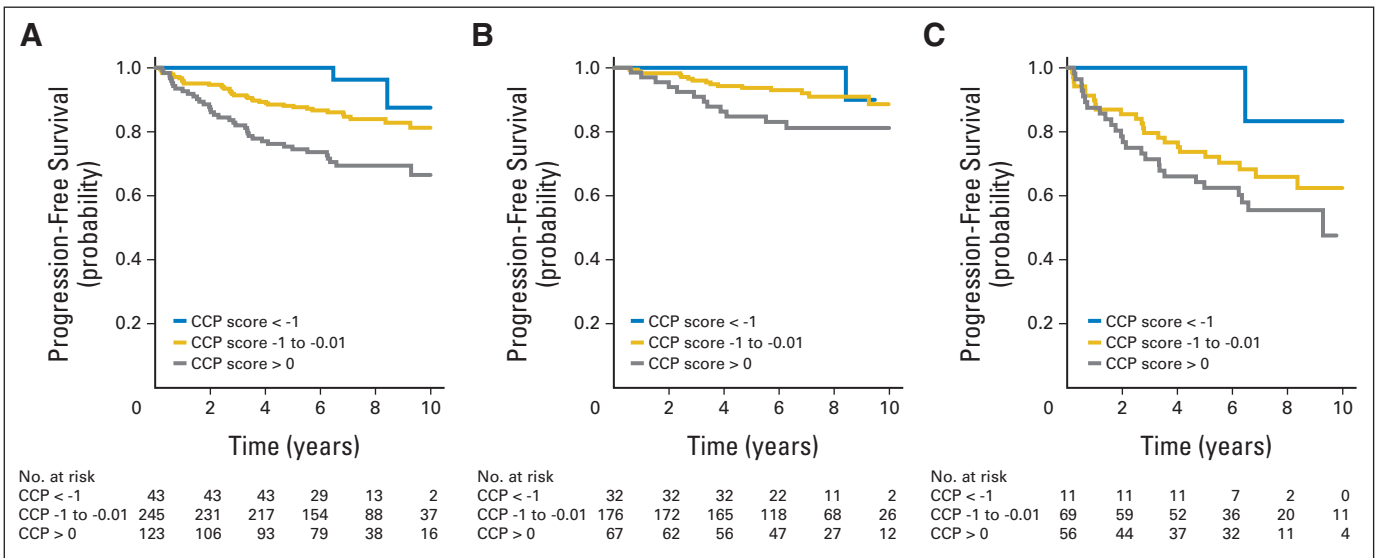 A
Progression-Free Survival
(probability)
1.0
0.8
0.6
0.4
0.2
CCP score < -1
CCP score -1 to -0.01
CCP score > 0
0 2 4 6 8 10
Time (years)
No. at risk
CCP < -1 43 43 43 29 13 2
CCP -1 to -0.01 245 231 217 154 88 37
CCP > 0 123 106 93 79 38 16
B
Progression-Free Survival
(probability)
1.0
0.8
0.6
0.4
0.2
CCP score < -1
CCP score -1 to -0.01
CCP score > 0
0 2 4 6 8 10
Time (years)
No. at risk
CCP < -1 32 32 32 22 11 2
CCP -1 to -0.01 176 172 165 118 68 26
CCP > 0 67 62 56 47 27 12
C
Progression-Free Survival
(probability)
1.0
0.8
0.6
0.4
0.2
CCP score < -1
CCP score -1 to -0.01
CCP score > 0
0 2 4 6 8 10
Time (years)
No. at risk
CCP < -1 11 11 11 7 2 0
CCP -1 to -0.01 69 59 52 36 20 11
CCP > 0 56 44 37 32 11 4